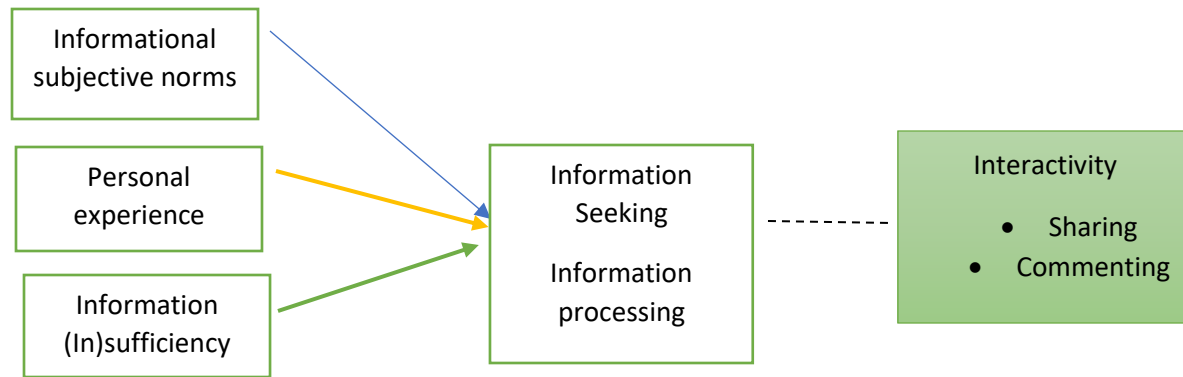 Informational
subjective norms
Personal
experience
Information
(In)sufficiency
Information
Seeking
Information
processing
Interactivity
• Sharing
• Commenting